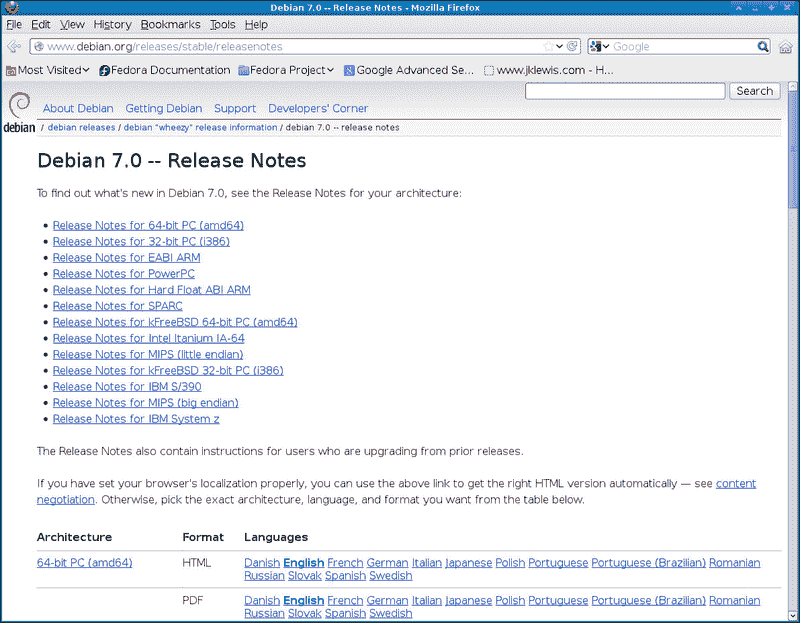 Debian 7.0 -- Release Notes - Mozilla Firefox
File Edit View History Bookmarks Tools Help
www.debian.org/releases/stable/releasenotes Google
Most Visited Fedora Documentation Fedora Project Google Advanced Se... www.jklewis.com - H...
Search
About Debian Getting Debian Support Developers' Corner
debian / debian releases / debian "wheezy" release information / debian 7.0 -- release notes
Debian 7.0 -- Release Notes
To find out what's new in Debian 7.0, see the Release Notes for your architecture:
• Release Notes for 64-bit PC (amd64)
• Release Notes for 32-bit PC (i386)
• Release Notes for EABI ARM
• Release Notes for PowerPC
• Release Notes for Hard Float ABI ARM
• Release Notes for SPARC
• Release Notes for kFreeBSD 64-bit PC (amd64)
• Release Notes for Intel Itanium IA-64
• Release Notes for MIPS (little endian)
• Release Notes for kFreeBSD 32-bit PC (i386)
• Release Notes for IBM S/390
• Release Notes for MIPS (big endian)
• Release Notes for IBM System z
The Release Notes also contain instructions for users who are upgrading from prior releases.
If you have set your browser's localization properly, you can use the above link to get the right HTML version automatically — see content
negotiation. Otherwise, pick the exact architecture, language, and format you want from the table below.
Architecture Format Languages
64-bit PC (amd64) HTML Danish English French German Italian Japanese Polish Portuguese Portuguese (Brazilian) Romanian
Russian Slovak Spanish Swedish
PDF Danish English French German Italian Japanese Polish Portuguese Portuguese (Brazilian) Romanian
Russian Slovak Spanish Swedish